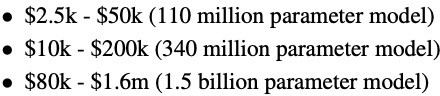 • $2.5k - $50k (110 million parameter model)
• $10k - $200k (340 million parameter model)
• $80k - $1.6m (1.5 billion parameter model)